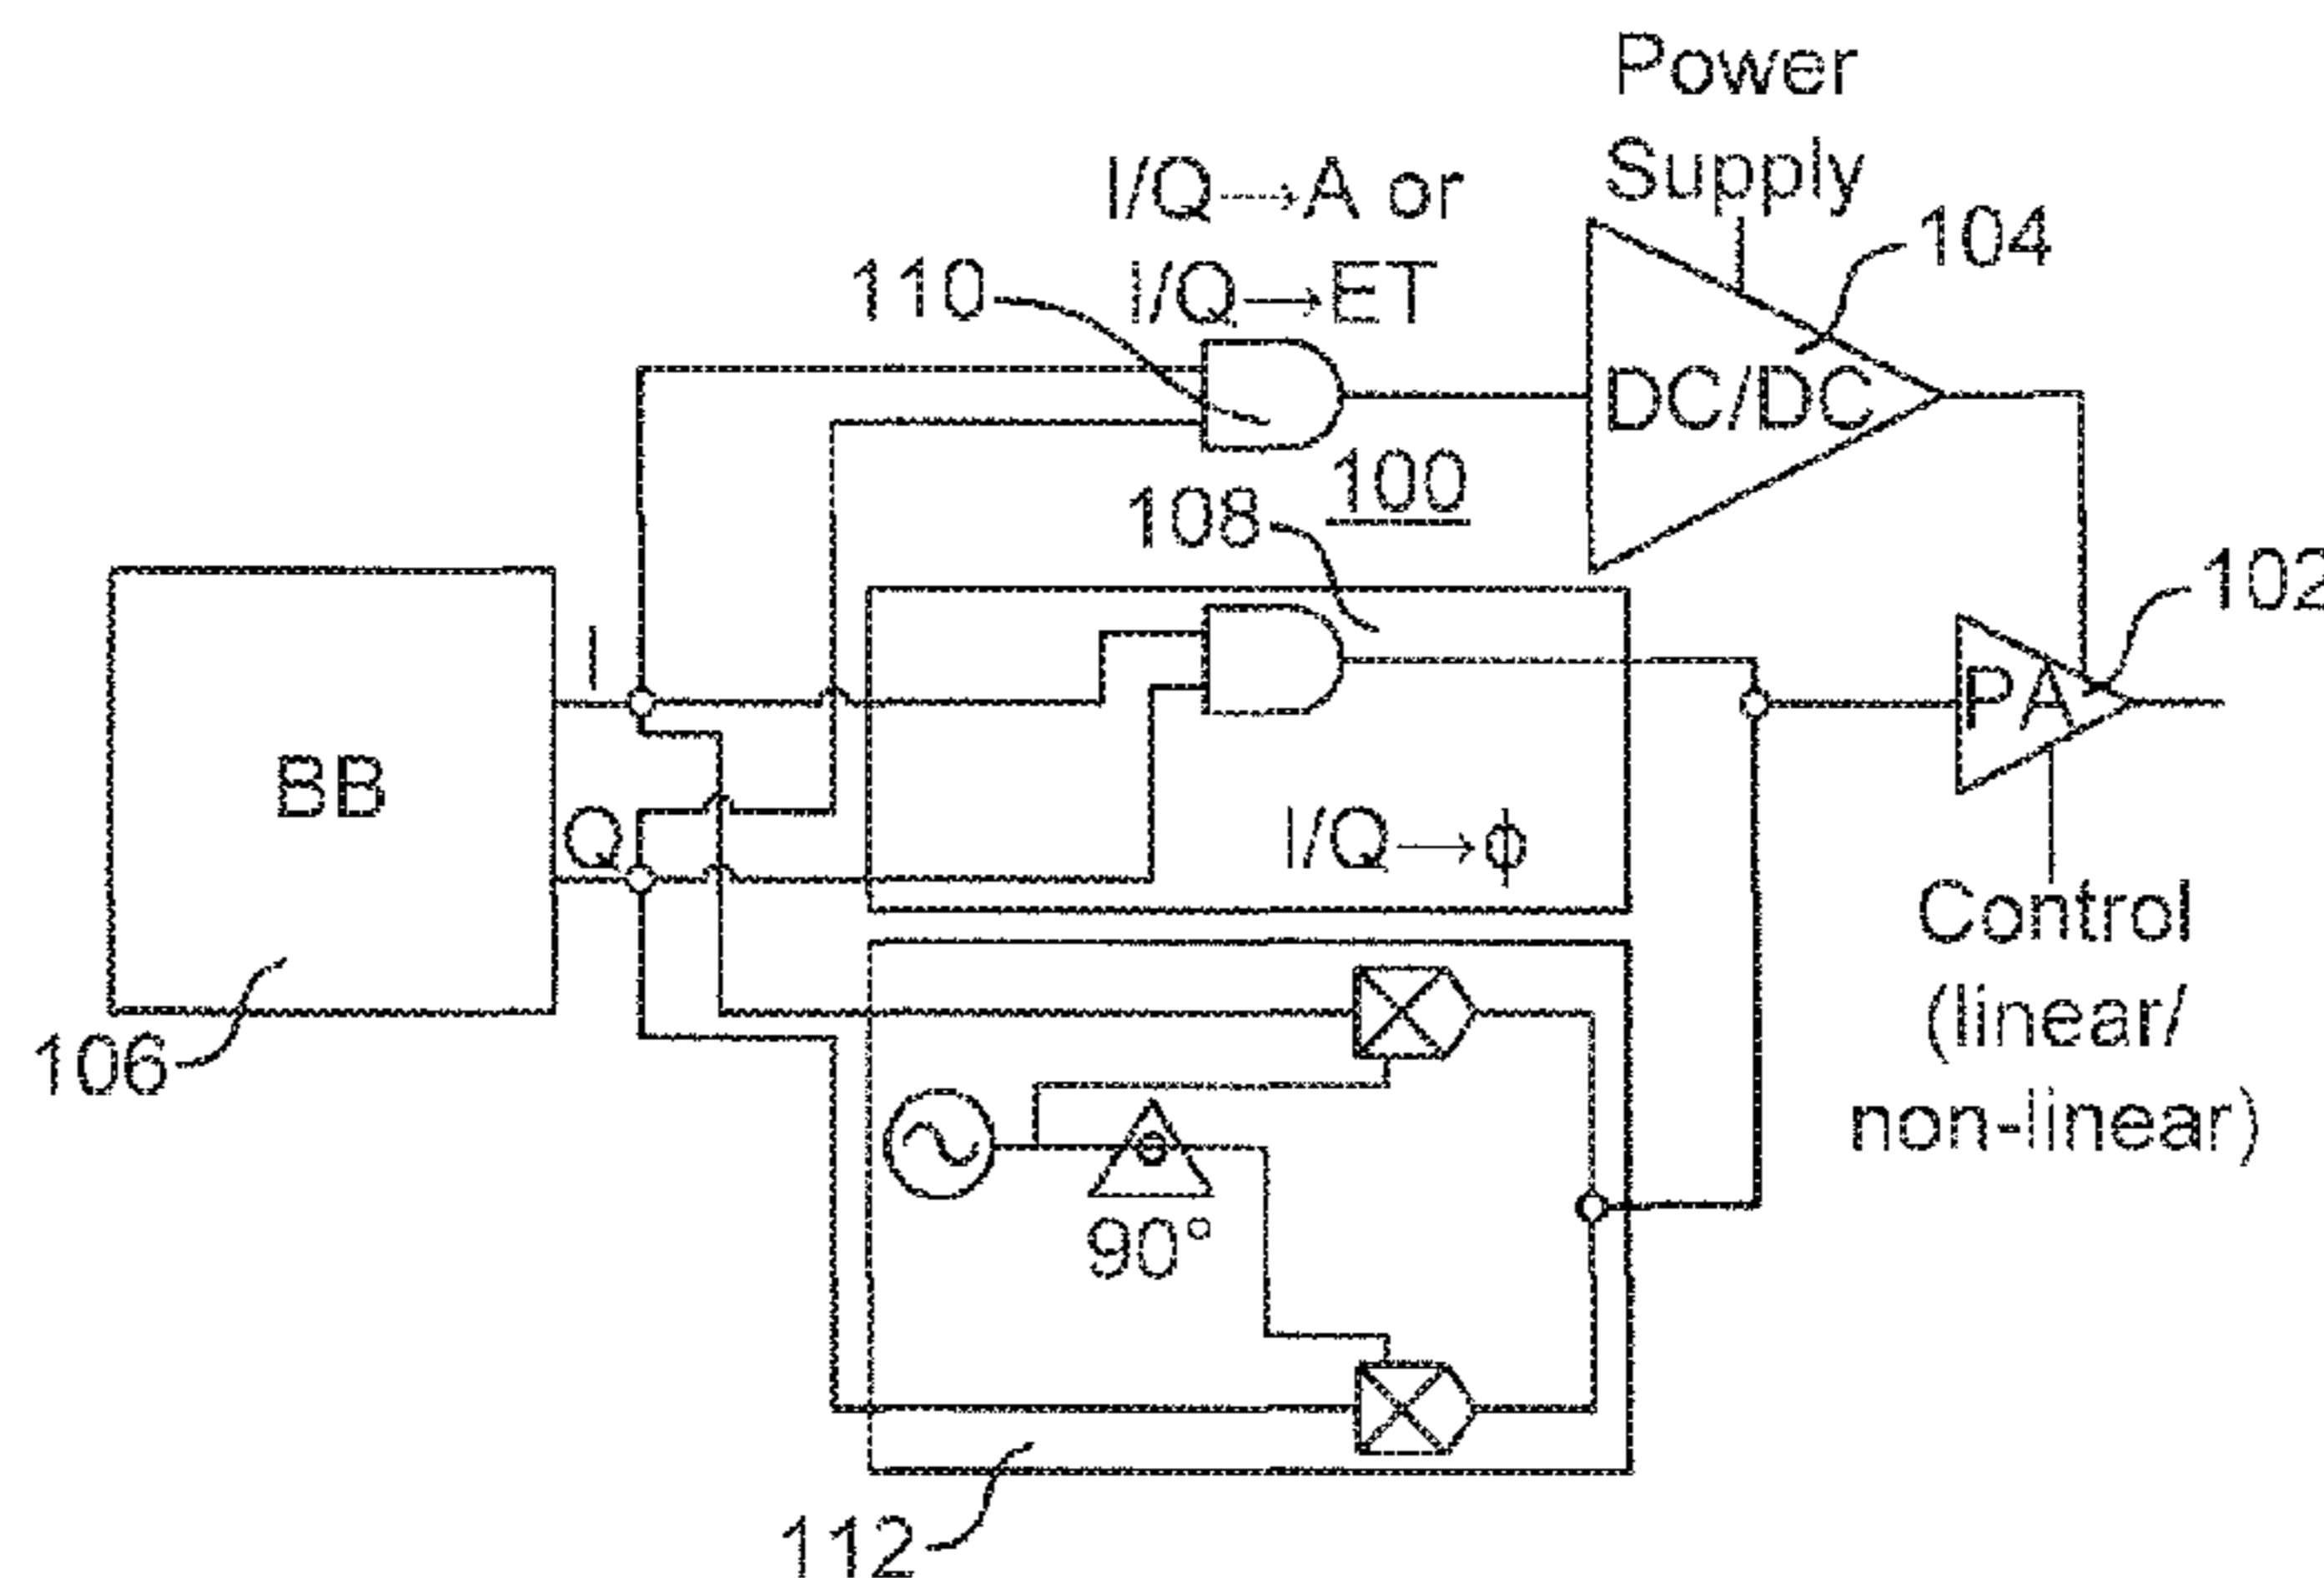 Power
Supply
I/Q→A or
I/Q→ET
110
104
DC/DC
100
108
102
I
PA
BB
Q
I/Q→ϕ
Control
(linear/
non-linear)
106
90°
112